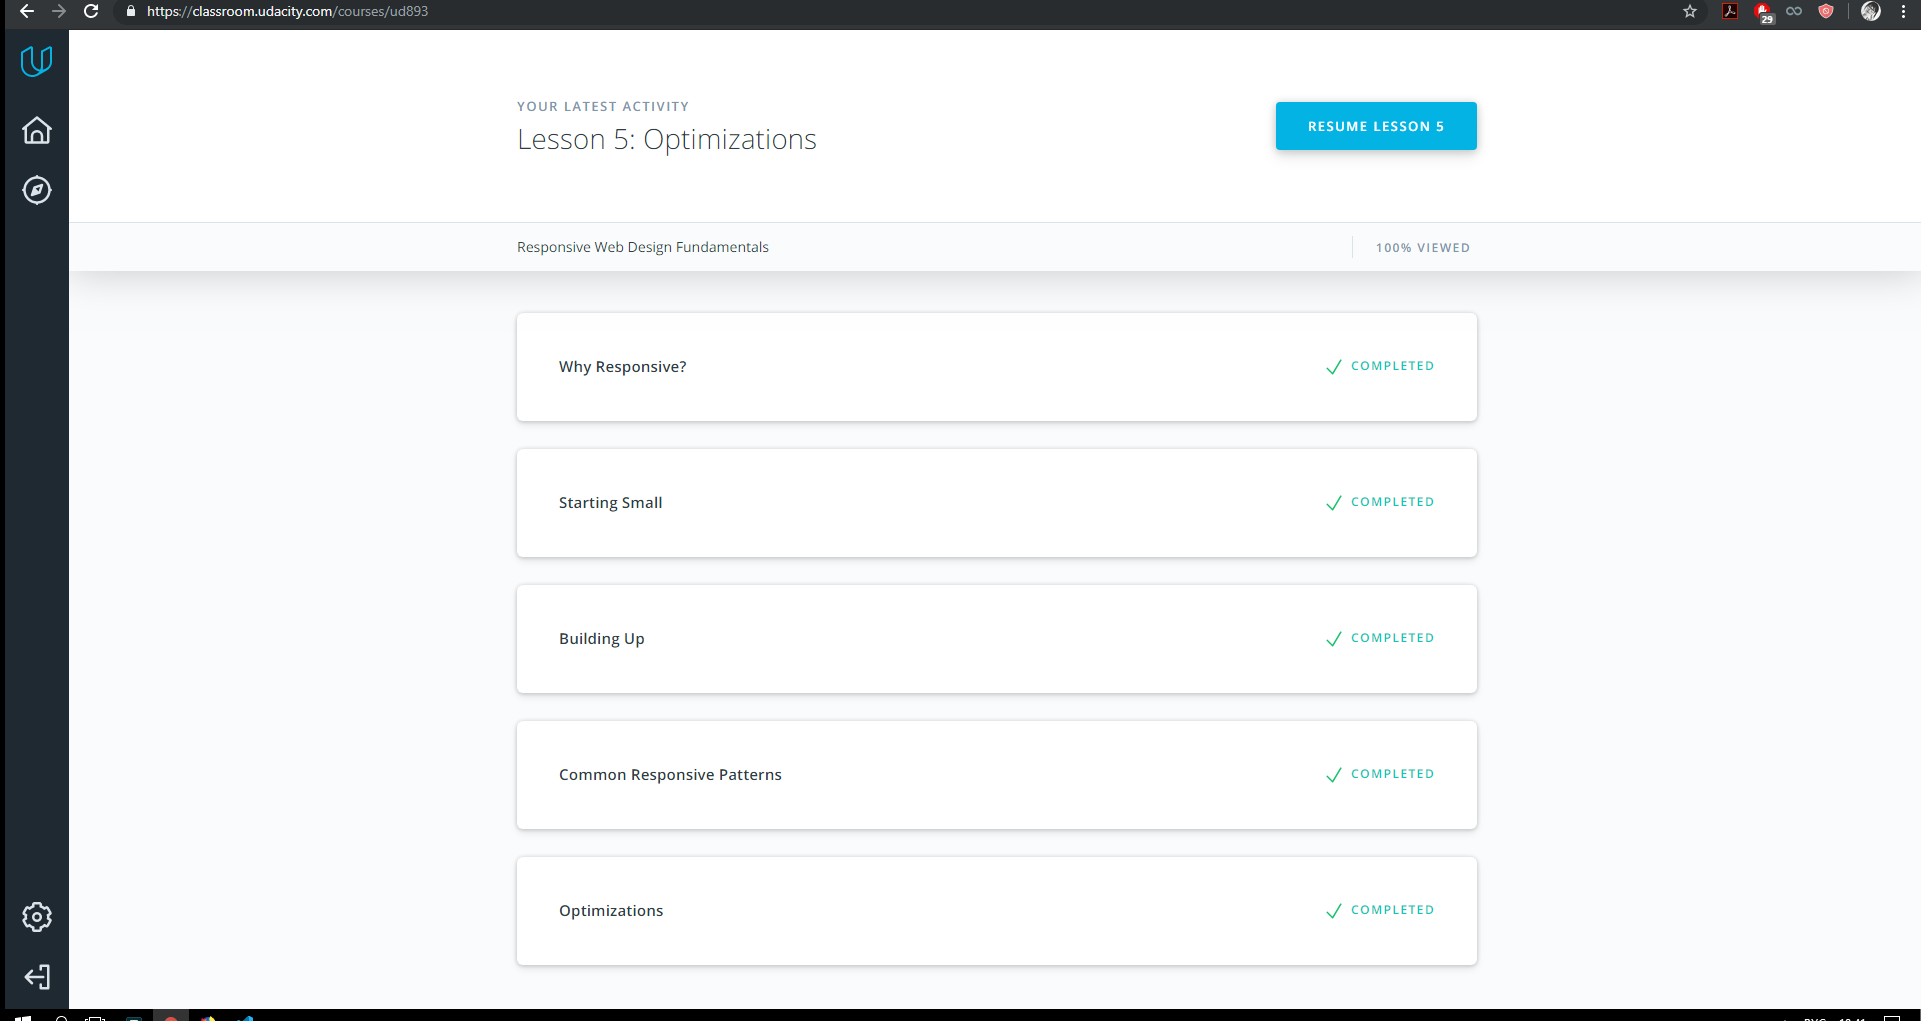 https://classroom.udacity.com/courses/ud893
29
YOUR LATEST ACTIVITY
Lesson 5: Optimizations
RESUME LESSON 5
Responsive Web Design Fundamentals
100% VIEWED
Why Responsive?
COMPLETED
Starting Small
COMPLETED
Building Up
COMPLETED
Common Responsive Patterns
COMPLETED
Optimizations
COMPLETED